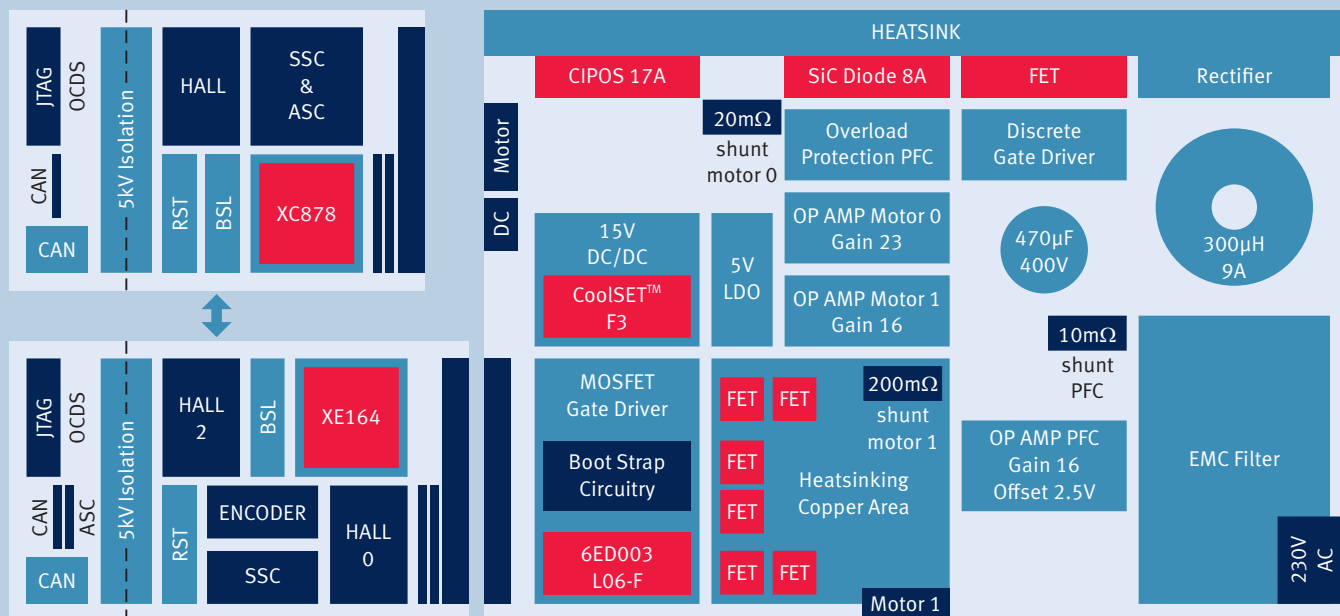 JTAG
OCDS
CAN
CAN
5kV Isolation
HALL
SSC
&
ASC
RST
BSL
XC878
JTAG
OCDS
CAN
ASC
CAN
5kV Isolation
HALL
2
BSL
XE164
RST
ENCODER
SSC
HALL
0
HEATSINK
CIPOS 17A
SiC Diode 8A
FET
Rectifier
Motor
DC
20mΩ
shunt
motor 0
Overload
Protection PFC
Discrete
Gate Driver
15V
DC/DC
CoolSET™
F3
5V
LDO
OP AMP Motor 0
Gain 23
OP AMP Motor 1
Gain 16
470µF
400V
300µH
9A
10mΩ
shunt
PFC
MOSFET
Gate Driver
Boot Strap
Circuitry
6ED003
L06-F
FET
FET
FET
FET
FET
FET
200mΩ
shunt
motor 1
Heatsinking
Copper Area
Motor 1
OP AMP PFC
Gain 16
Offset 2.5V
EMC Filter
230V
AC